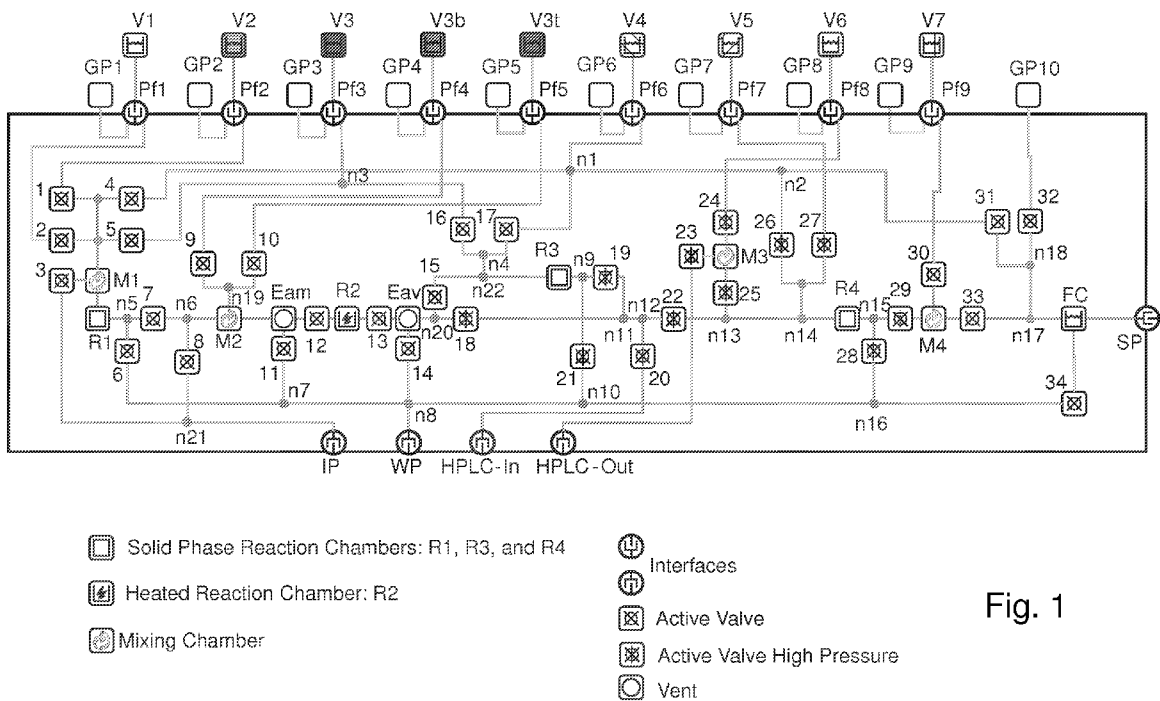 V1 V2 V3 V3b V3t V4 V5 V6 V7
GP1 GP2 GP3 GP4 GP5 GP6 GP7 GP8 GP9 GP10
Pf1 Pf2 Pf3 Pf4 Pf5 Pf6 Pf7 Pf8 Pf9
n1
n3 n2
1 4 16 17 24 31 32
2 5 9 10 n4 23 26 27
R3 n9 19 M3 n18
3 M1 15 n22 30
n19 25
n5 7 n6 Eam R2 Eav n12 22 R4 n15 29 FC
R1 M2 12 13 n20 18 n11 n13 n14 M4 33 n17 SP
6 8 11 14 21 20 28 34
n7 n10
n8 n16
n21
IP WP HPLC-In HPLC-Out
Solid Phase Reaction Chambers: R1, R3, and R4
Heated Reaction Chamber: R2
Mixing Chamber
Interfaces
Active Valve
Active Valve High Pressure
Vent
Fig. 1